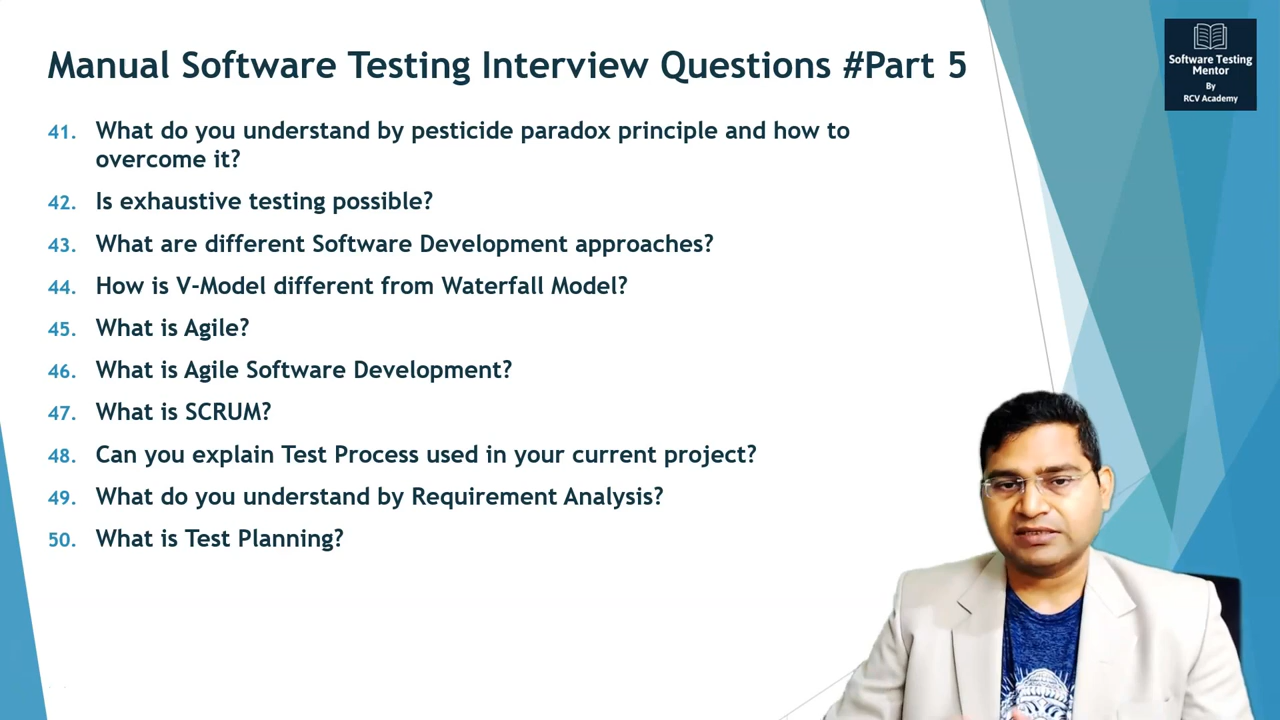 Manual Software Testing Interview Questions #Part 5
Software Testing
Mentor
By
RCV Academy
41. What do you understand by pesticide paradox principle and how to
overcome it?
42. Is exhaustive testing possible?
43. What are different Software Development approaches?
44. How is V-Model different from Waterfall Model?
45. What is Agile?
46. What is Agile Software Development?
47. What is SCRUM?
48. Can you explain Test Process used in your current project?
49. What do you understand by Requirement Analysis?
50. What is Test Planning?